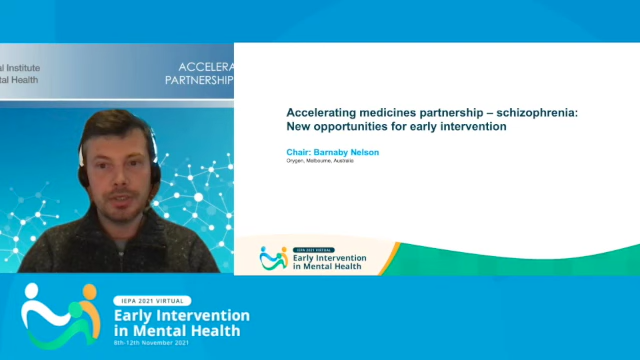 l Institute
tal Health
ACCELERA
PARTNERSHIP
Accelerating medicines partnership – schizophrenia:
New opportunities for early intervention
Chair: Barnaby Nelson
Orygen, Melbourne, Australia
IEPA 2021 VIRTUAL
Early Intervention
in Mental Health
IEPA 2021 VIRTUAL
Early Intervention
in Mental Health
8th-12th November 2021